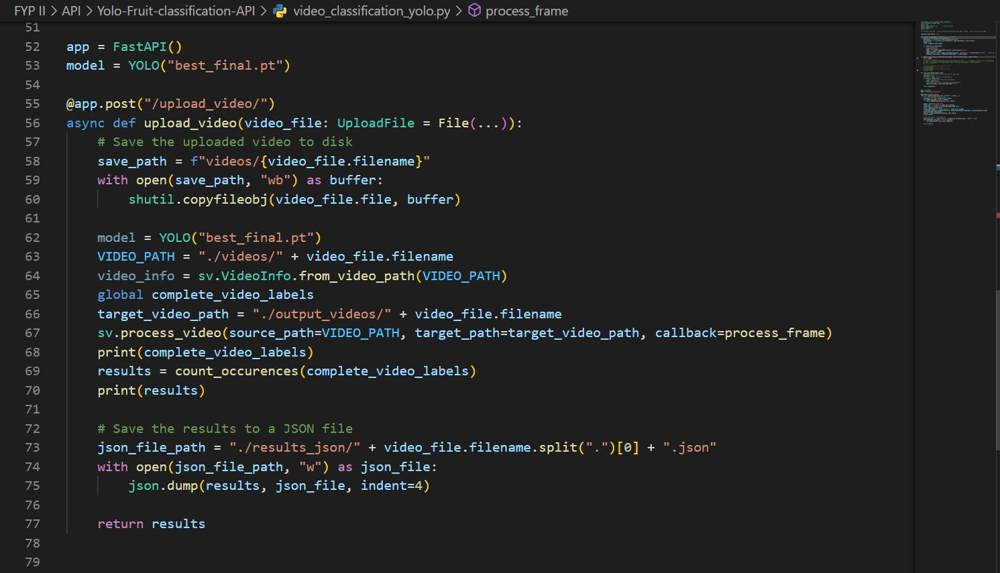 FYP II > API > Yolo-Fruit-classification-API > video_classification_yolo.py > process_frame
51
52 app = FastAPI()
53 model = YOLO("best_final.pt")
54
55 @app.post("/upload_video/")
56 async def upload_video(video_file: UploadFile = File(...)):
57 # Save the uploaded video to disk
58 save_path = f"videos/{video_file.filename}"
59 with open(save_path, "wb") as buffer:
60 shutil.copyfileobj(video_file.file, buffer)
61
62 model = YOLO("best_final.pt")
63 VIDEO_PATH = "./videos/" + video_file.filename
64 video_info = sv.VideoInfo.from_video_path(VIDEO_PATH)
65 global complete_video_labels
66 target_video_path = "./output_videos/" + video_file.filename
67 sv.process_video(source_path=VIDEO_PATH, target_path=target_video_path, callback=process_frame)
68 print(complete_video_labels)
69 results = count_occurences(complete_video_labels)
70 print(results)
71
72 # Save the results to a JSON file
73 json_file_path = "./results_json/" + video_file.filename.split(".")[0] + ".json"
74 with open(json_file_path, "w") as json_file:
75 json.dump(results, json_file, indent=4)
76
77 return results
78
79